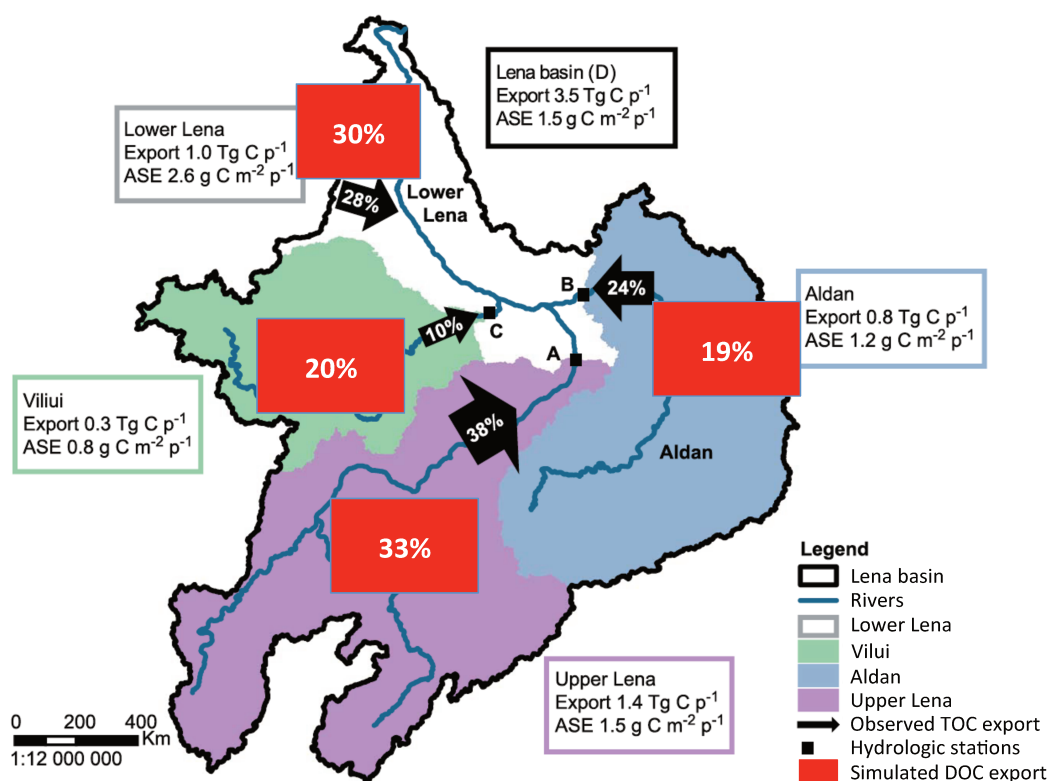 Lena basin (D)
Export 3.5 Tg C p⁻¹
ASE 1.5 g C m⁻² p⁻¹
Lower Lena
Export 1.0 Tg C p⁻¹
ASE 2.6 g C m⁻² p⁻¹
30%
28%
Lower
Lena
B
24%
Aldan
Export 0.8 Tg C p⁻¹
ASE 1.2 g C m⁻² p⁻¹
10%
C
A
20%
19%
Viliui
Export 0.3 Tg C p⁻¹
ASE 0.8 g C m⁻² p⁻¹
38%
Aldan
33%
Upper Lena
Export 1.4 Tg C p⁻¹
ASE 1.5 g C m⁻² p⁻¹
Legend
Lena basin
Rivers
Lower Lena
Vilui
Aldan
Upper Lena
Observed TOC export
Hydrologic stations
Simulated DOC export
0 200 400
Km
1:12 000 000